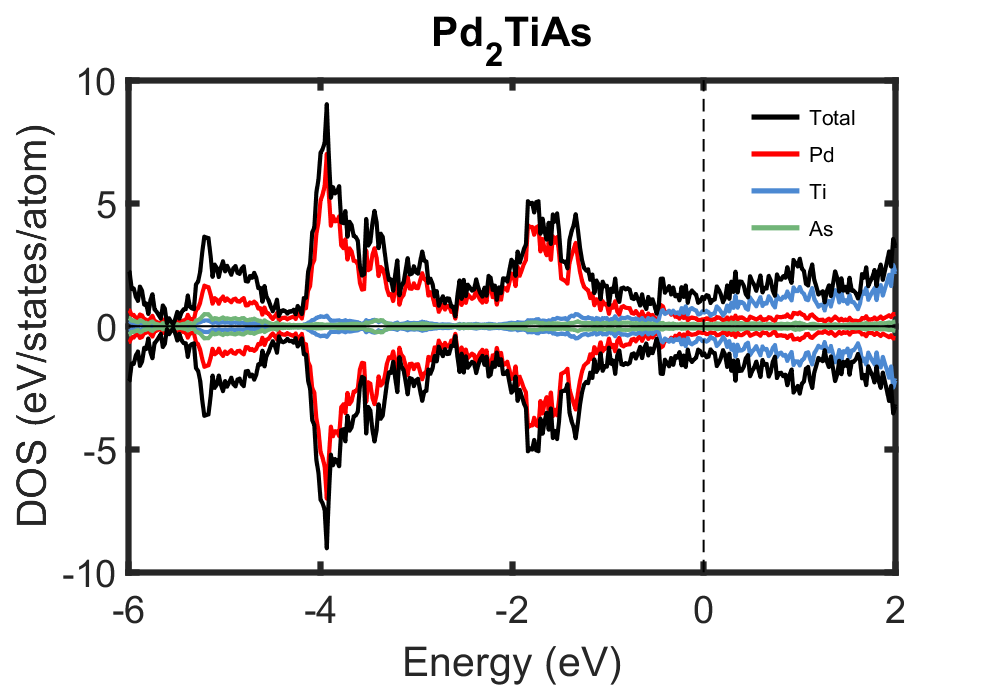 Pd2TiAs
DOS (eV/states/atom)
10
5
0
-5
-10
Total
Pd
Ti
As
-6
-4
-2
0
2
Energy (eV)